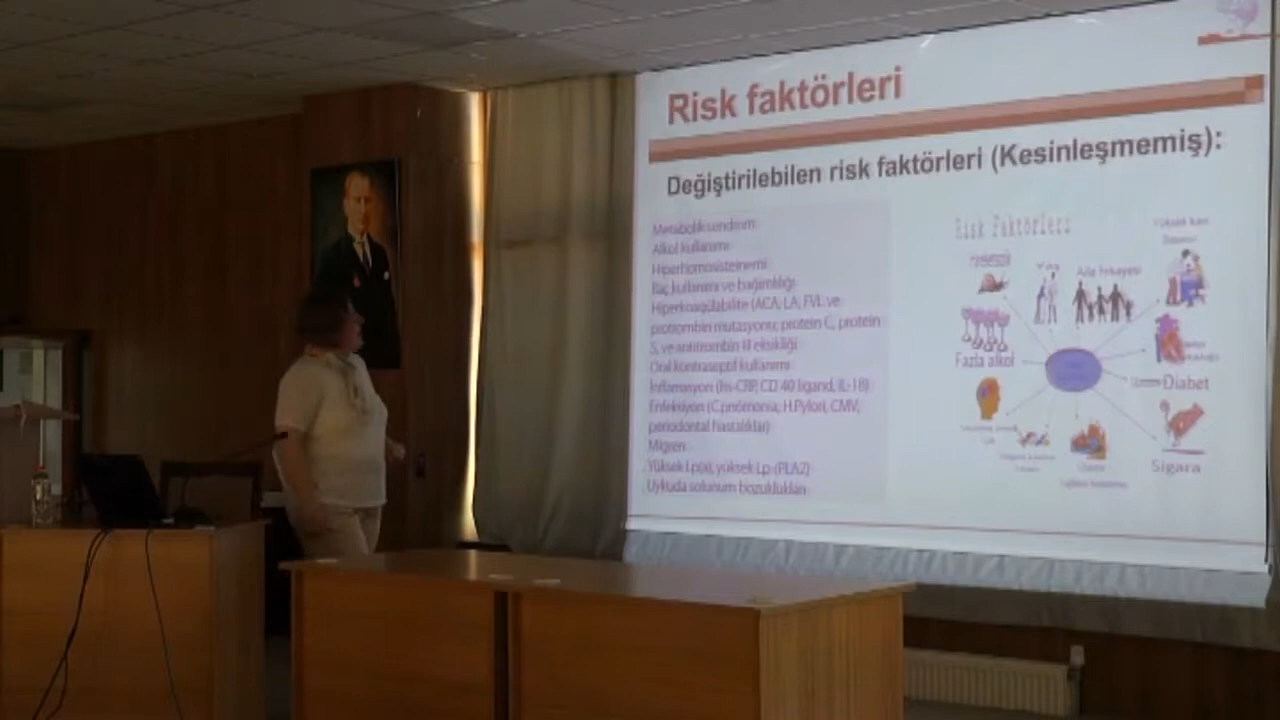 Risk faktörleri
Değiştirilebilen risk faktörleri (Kesinleşmemiş):
Metabolik sendrom
Alkol kullanımı
Hiperhomosisteinemi
İlaç kullanımı ve bağımlılığı
Hiperkoagülabilite (ACA, LA, FVL ve
protrombin mutasyonu, protein C, protein
S, ve antitrombin III eksikliği
Oral kontraseptif kullanımı
İnflamasyon (hs-CRP, CD 40 ligand, IL-18)
Enfeksiyon (C.pnömonia, H.Pylori, CMV,
periodontal hastalıklar)
Migren
Yüksek Lp(a), yüksek Lp-(PLA2)
Uykuda solunum bozuklukları
Risk Faktörleri
Yaş
Aile hikayesi
Yüksek kan
Fazla alkol
Diabet
Sigara